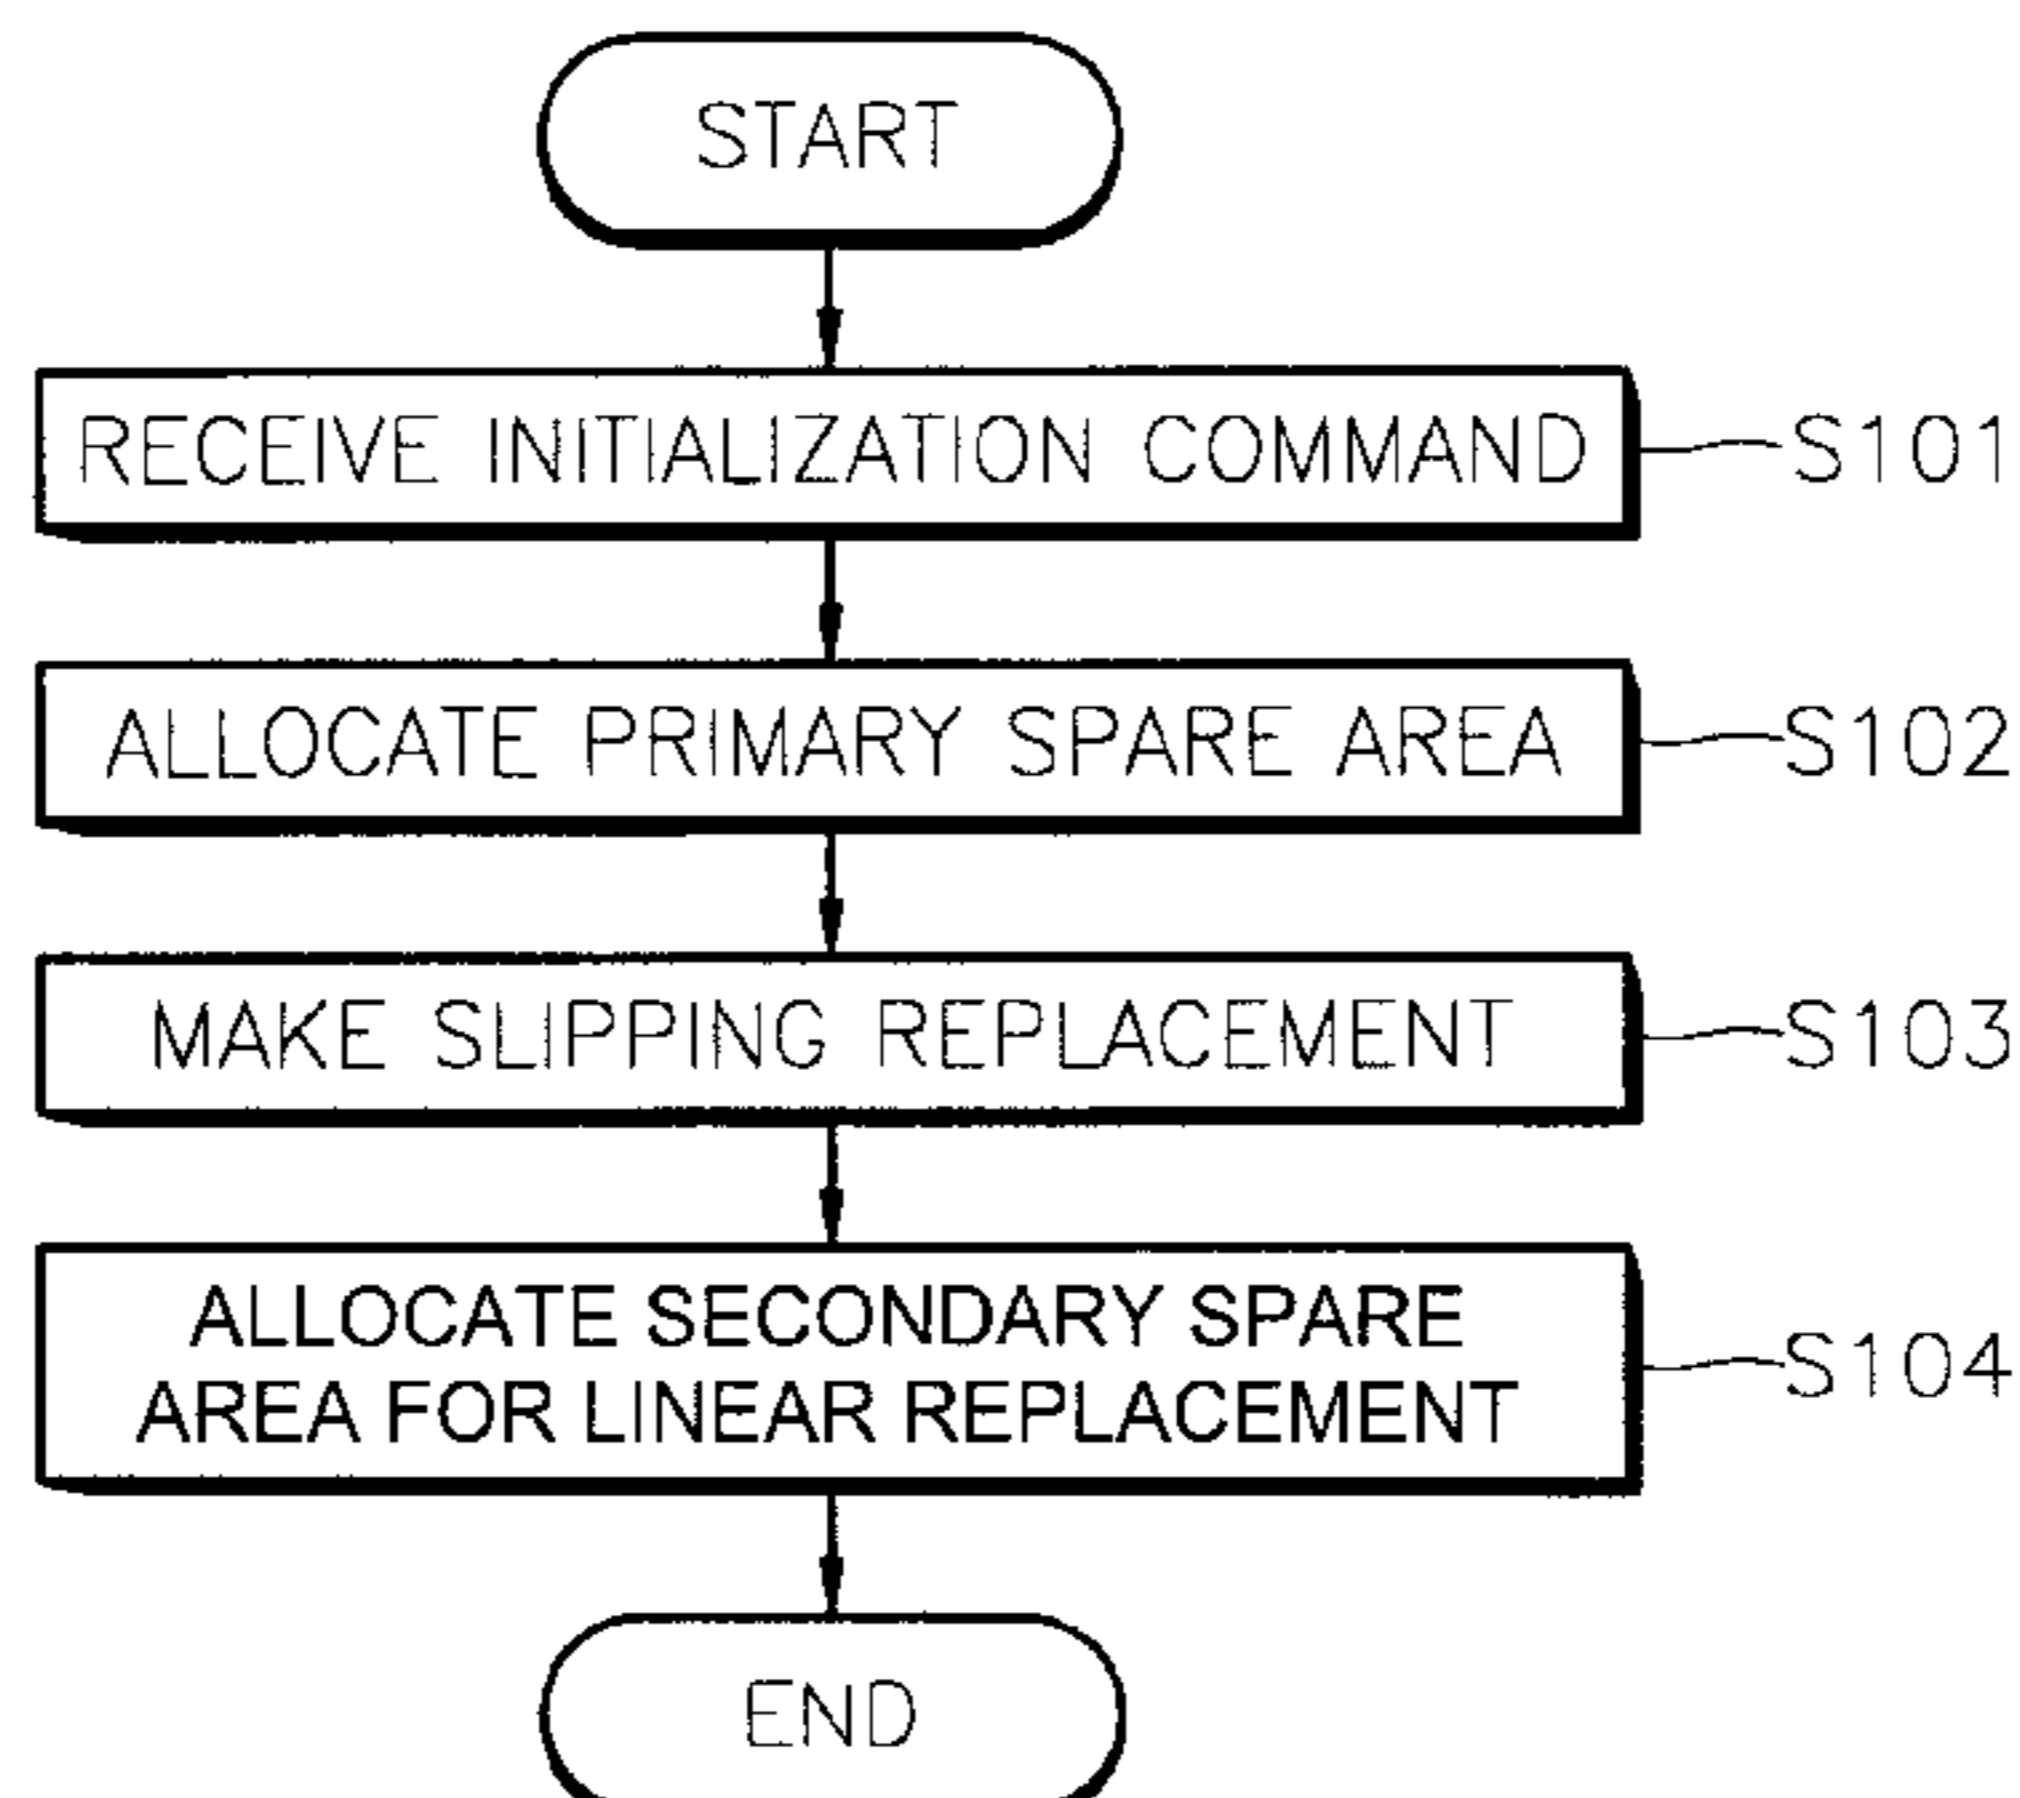 START
RECEIVE INITIALIZATION COMMAND
S101
ALLOCATE PRIMARY SPARE AREA
S102
MAKE SLIPPING REPLACEMENT
S103
ALLOCATE SECONDARY SPARE
AREA FOR LINEAR REPLACEMENT
S104
END